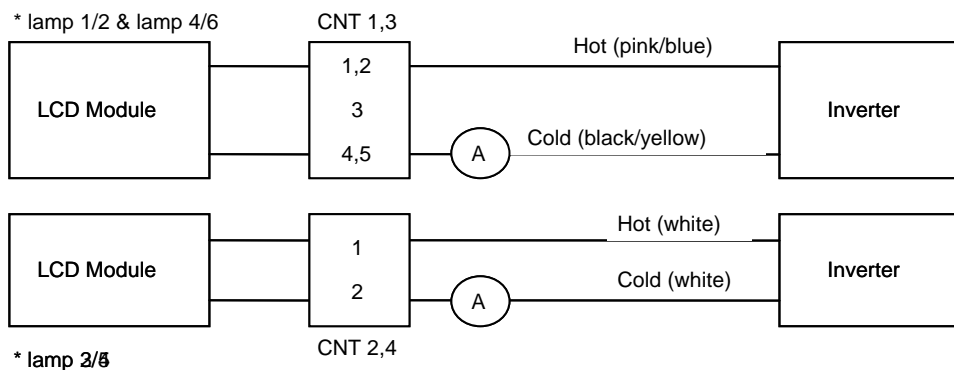 * lamp 1/2 & lamp 4/6
CNT 1,3
Hot (pink/blue)
1,2
LCD Module
3
Inverter
Cold (black/yellow)
4,5
A
Hot (white)
1
LCD Module
Inverter
Cold (white)
2
A
CNT 2,4
* lamp